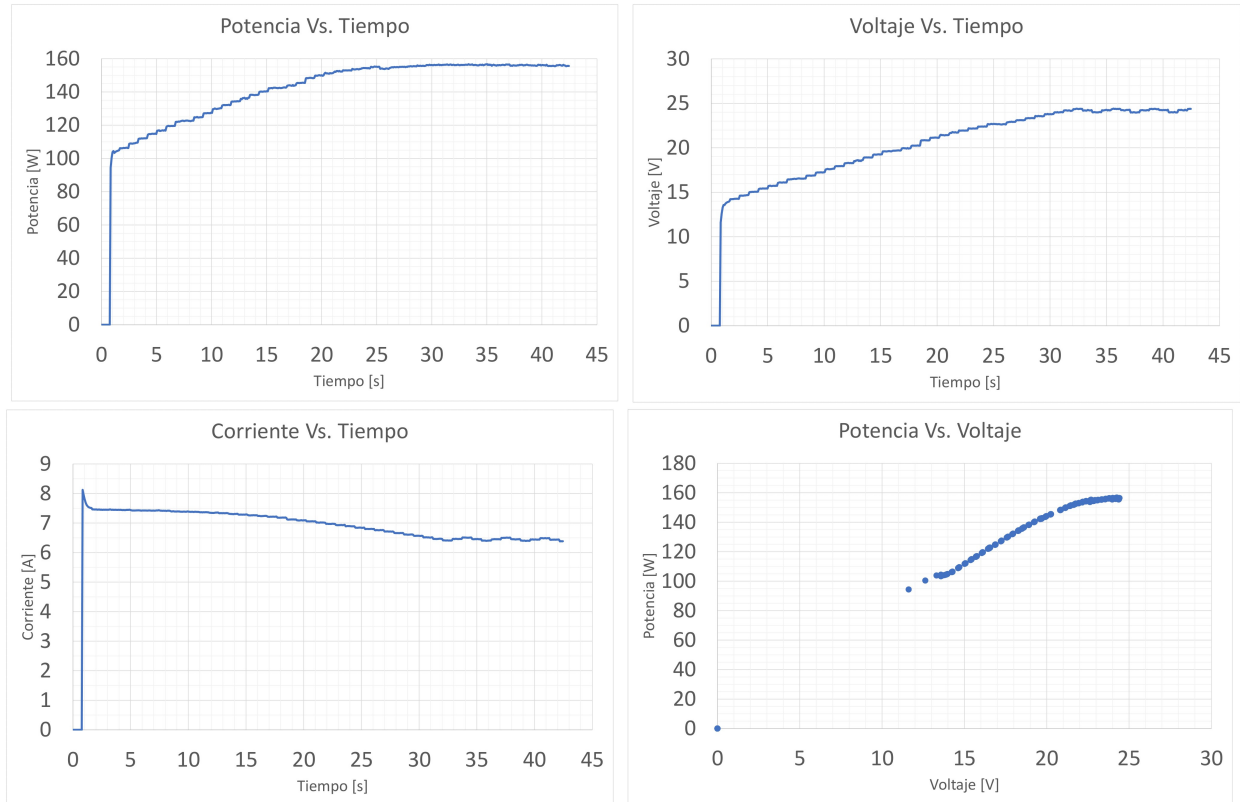 Potencia Vs. Tiempo
160
140
120
100
80
60
40
20
0
Potencia [W]
0 5 10 15 20 25 30 35 40 45
Tiempo [s]
Voltaje Vs. Tiempo
30
25
20
15
10
5
0
Voltaje [V]
0 5 10 15 20 25 30 35 40 45
Tiempo [s]
Corriente Vs. Tiempo
9
8
7
6
5
4
3
2
1
0
Corriente [A]
0 5 10 15 20 25 30 35 40 45
Tiempo [s]
Potencia Vs. Voltaje
180
160
140
120
100
80
60
40
20
0
Potencia [W]
0 5 10 15 20 25 30
Voltaje [V]